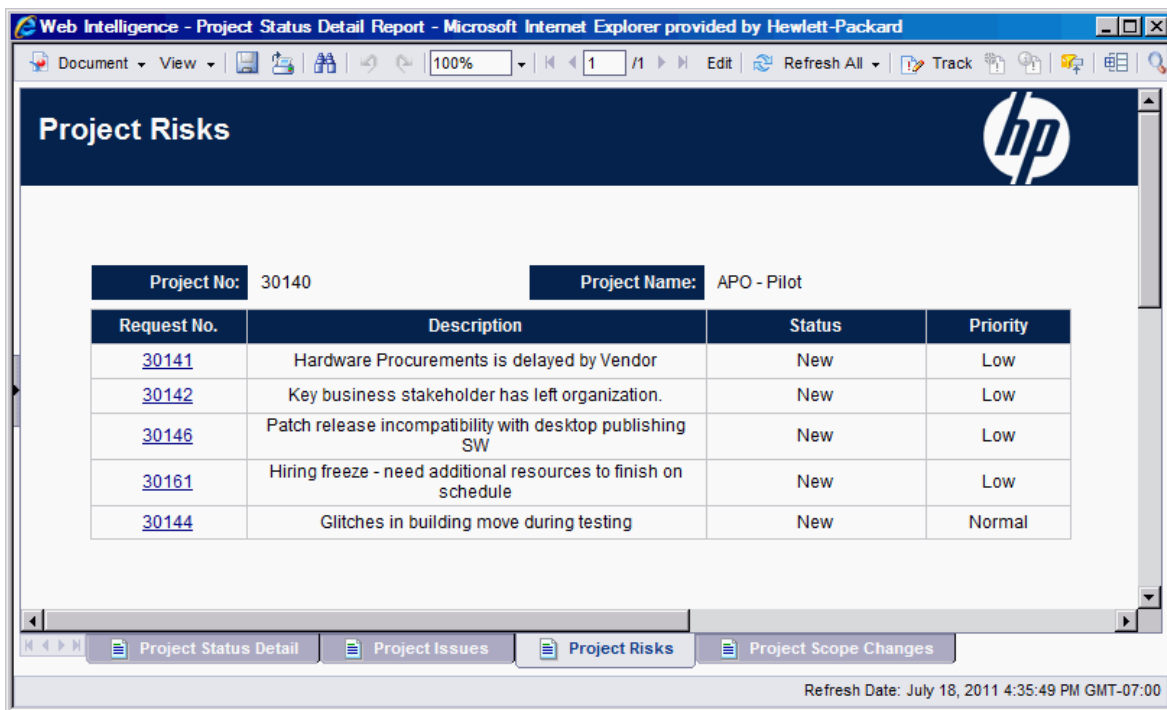 Web Intelligence - Project Status Detail Report - Microsoft Internet Explorer provided by Hewlett-Packard
Document View 100% 1 /1 Edit Refresh All Track
Project Risks
hp
Project No: 30140 Project Name: APO - Pilot
Request No. Description Status Priority
30141 Hardware Procurements is delayed by Vendor New Low
30142 Key business stakeholder has left organization. New Low
30146 Patch release incompatibility with desktop publishing New Low
SW
30161 Hiring freeze - need additional resources to finish on New Low
schedule
30144 Glitches in building move during testing New Normal
Project Status Detail Project Issues Project Risks Project Scope Changes
Refresh Date: July 18, 2011 4:35:49 PM GMT-07:00